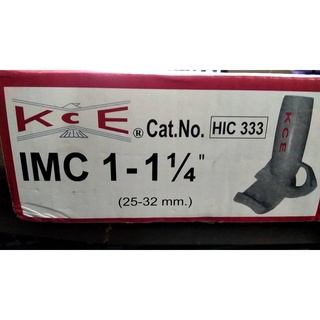 KCE ® Cat.No. HIC 333
KCE
IMC 1-1¼"
(25-32 mm.)